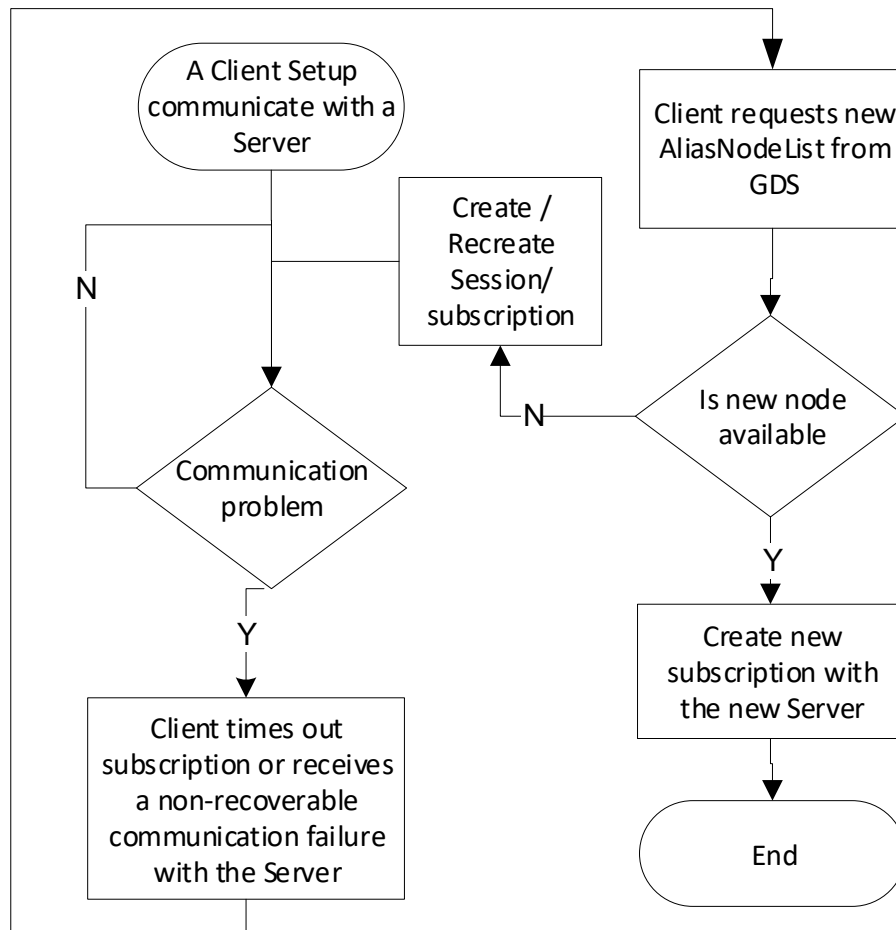 A Client Setup
communicate with a
Server
Client requests new
AliasNodeList from
GDS
Create /
Recreate
Session/
subscription
N
N
Is new node
available
Communication
problem
Y
Y
Create new
subscription with
the new Server
Client times out
subscription or receives
a non-recoverable
communication failure
with the Server
End